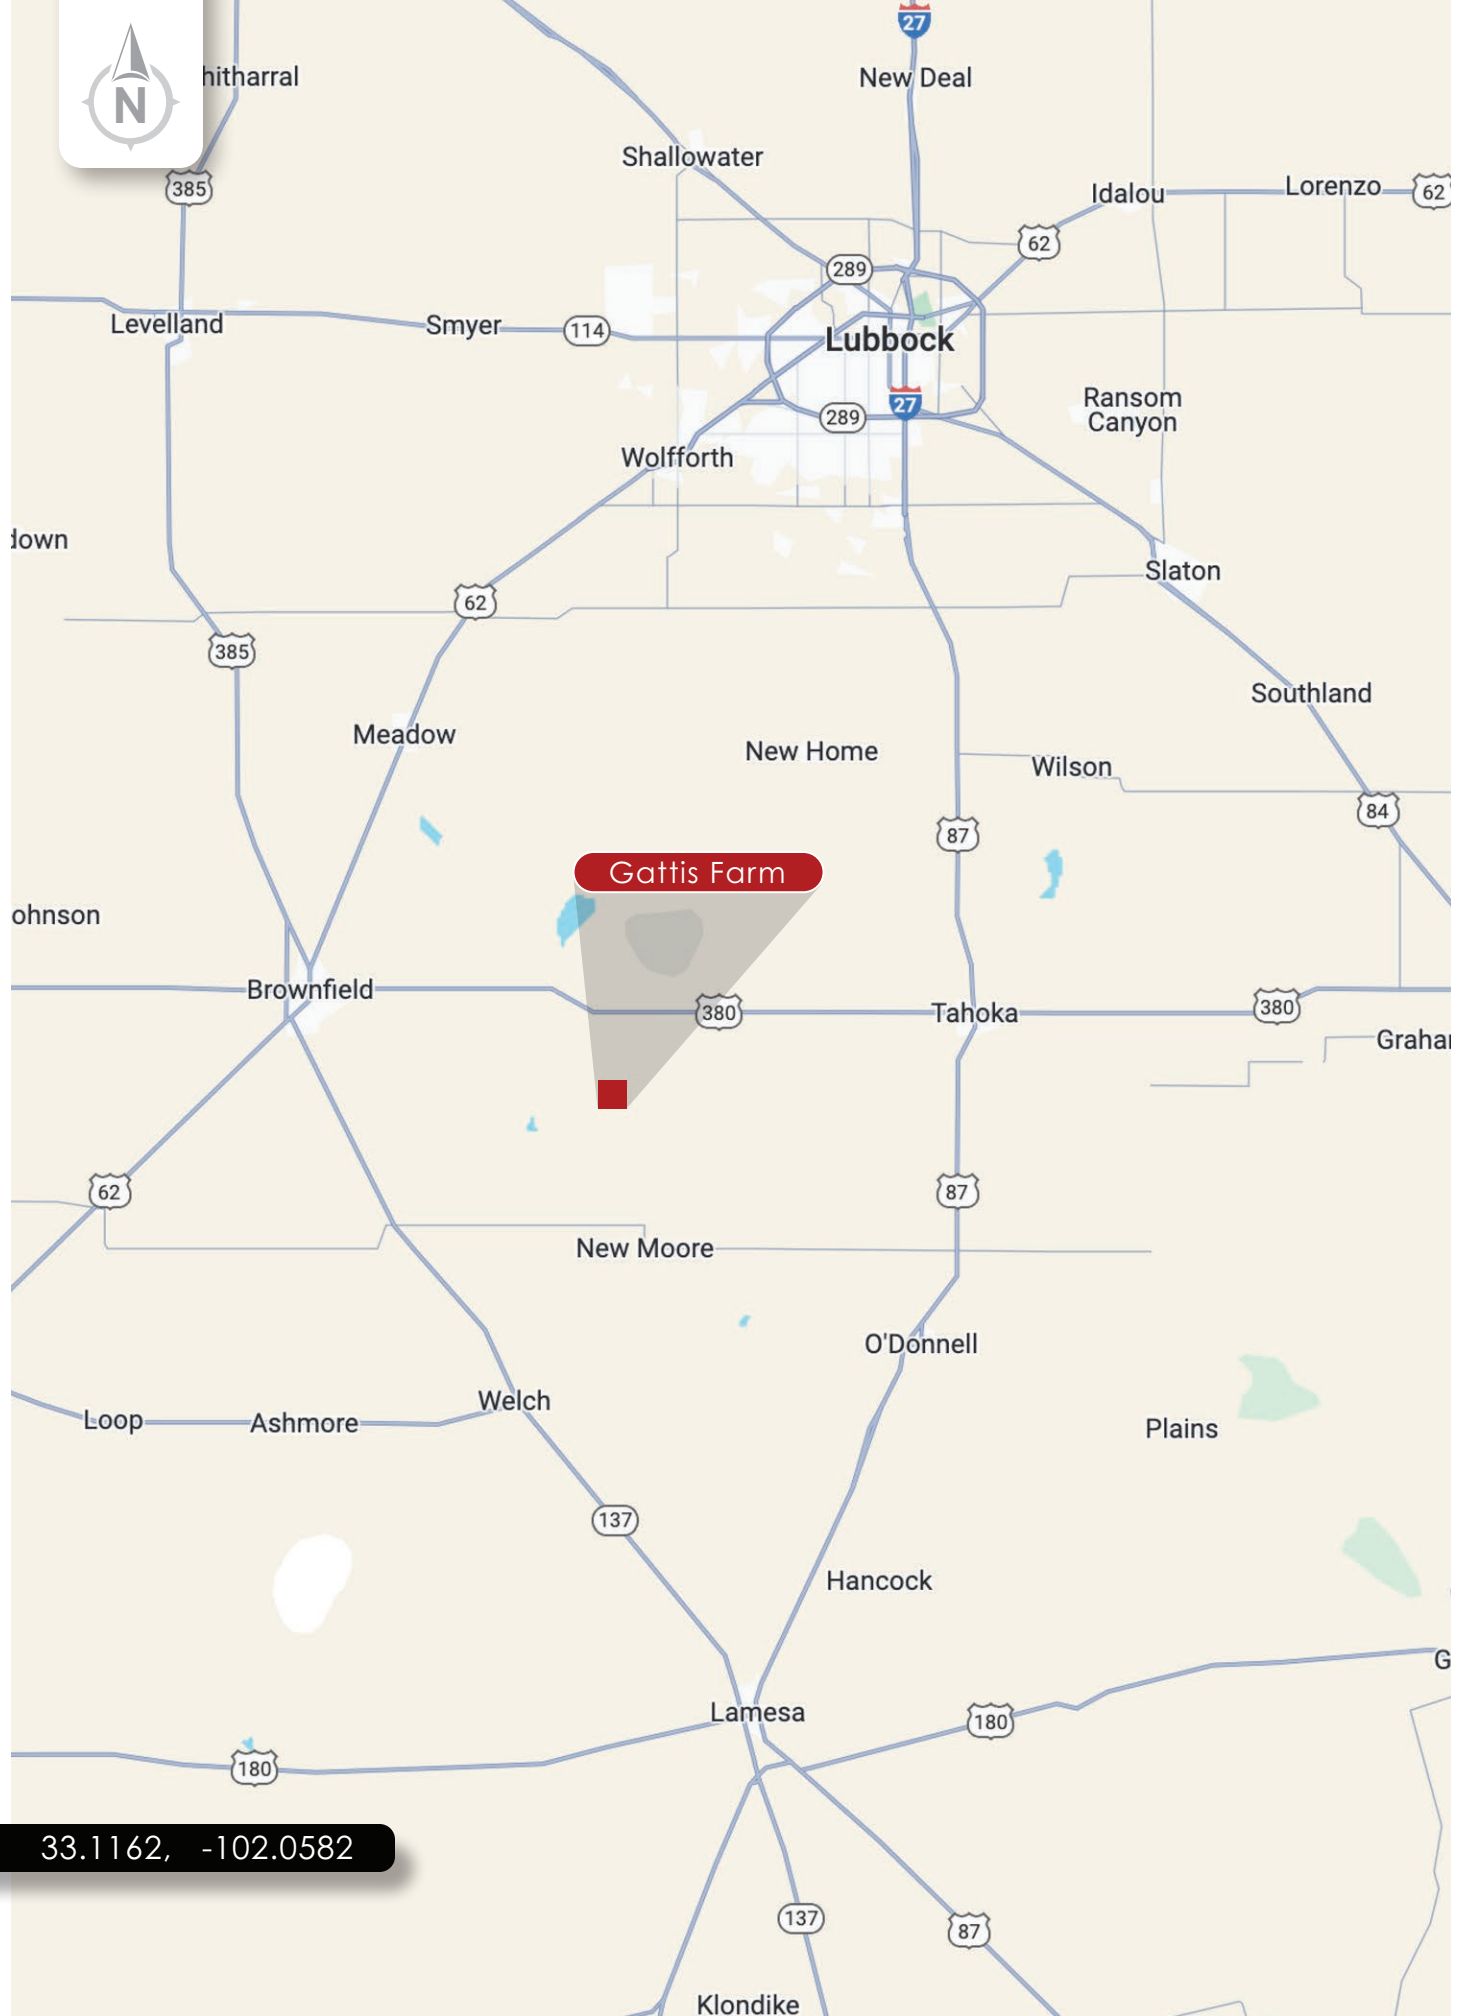 27
New Deal
hitharral
N
Shallowater
385
Idalou
Lorenzo
62
62
289
Levelland
Smyer
114
Lubbock
27
289
Ransom
Canyon
Wolfforth
down
Slaton
62
385
Southland
Meadow
New Home
Wilson
84
87
Gattis Farm
ohnson
Brownfield
380
Tahoka
380
Graha
62
87
New Moore
O'Donnell
Welch
Loop
Ashmore
Plains
137
Hancock
G
Lamesa
180
180
33.1162, -102.0582
137
87
Klondike